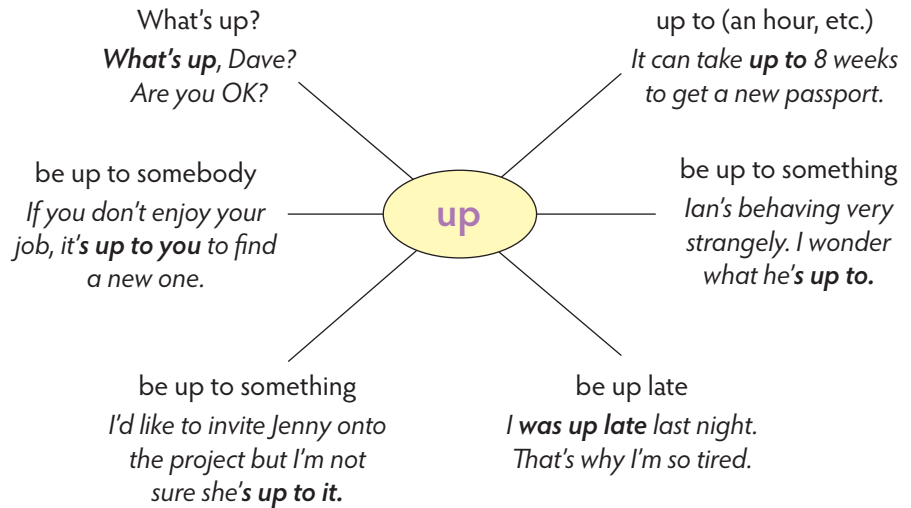 What's up?
What's up, Dave?
Are you OK?
up to (an hour, etc.)
It can take up to 8 weeks
to get a new passport.
be up to somebody
If you don't enjoy your
job, it's up to you to find
a new one.
up
be up to something
Ian's behaving very
strangely. I wonder
what he's up to.
be up to something
I'd like to invite Jenny onto
the project but I'm not
sure she's up to it.
be up late
I was up late last night.
That's why I'm so tired.